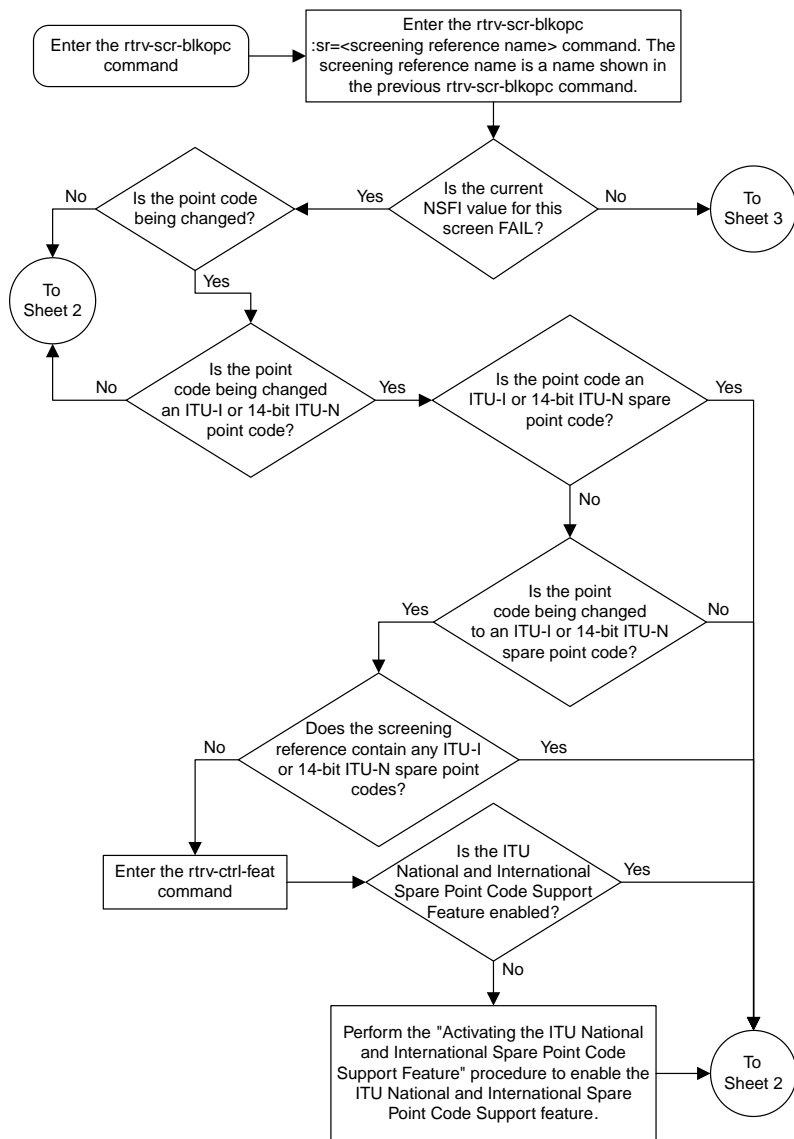 Enter the rtrv-scr-blkopc
command
Enter the rtrv-scr-blkopc
:sr=<screening reference name> command. The
screening reference name is a name shown in
the previous rtrv-scr-blkopc command.
Is the current
NSFI value for this
screen FAIL?
No
To
Sheet 3
Yes
Is the point code
being changed?
No
To
Sheet 2
Yes
Is the point
code being changed
an ITU-I or 14-bit ITU-N
point code?
No
Yes
Is the point code an
ITU-I or 14-bit ITU-N spare
point code?
Yes
No
Is the point
code being changed
to an ITU-I or 14-bit ITU-N
spare point code?
No
Yes
Does the screening
reference contain any ITU-I
or 14-bit ITU-N spare point
codes?
Yes
No
Enter the rtrv-ctrl-feat
command
Is the ITU
National and International
Spare Point Code Support
Feature enabled?
Yes
No
Perform the "Activating the ITU National
and International Spare Point Code
Support Feature" procedure to enable the
ITU National and International Spare
Point Code Support feature.
To
Sheet 2